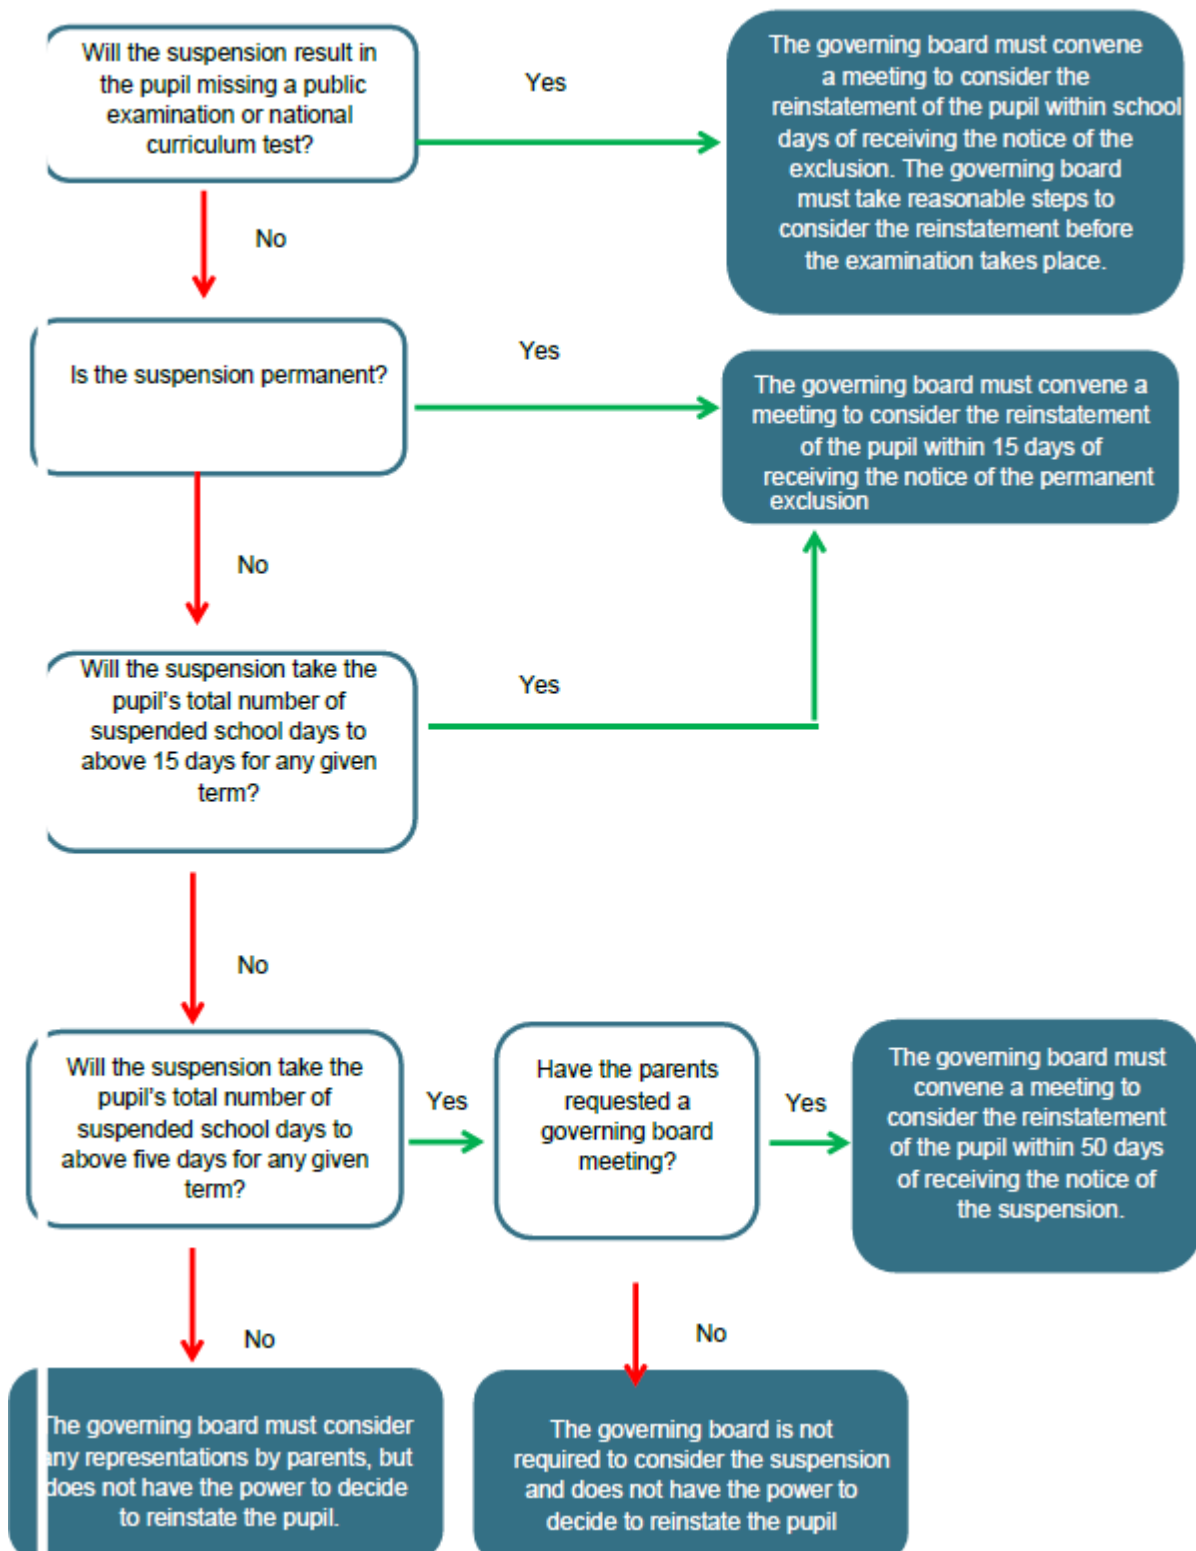 Will the suspension result in
the pupil missing a public
examination or national
curriculum test?
Yes
The governing board must convene
a meeting to consider the
reinstatement of the pupil within school
days of receiving the notice of the
exclusion. The governing board
must take reasonable steps to
consider the reinstatement before
the examination takes place.
No
Is the suspension permanent?
Yes
The governing board must convene a
meeting to consider the reinstatement
of the pupil within 15 days of
receiving the notice of the permanent
exclusion
No
Will the suspension take the
pupil's total number of
suspended school days to
above 15 days for any given
term?
Yes
No
Will the suspension take the
pupil's total number of
suspended school days to
above five days for any given
term?
Yes
Have the parents
requested a
governing board
meeting?
Yes
The governing board must
convene a meeting to
consider the reinstatement
of the pupil within 50 days
of receiving the notice of
the suspension.
No
No
The governing board must consider
any representations by parents, but
does not have the power to decide
to reinstate the pupil.
The governing board is not
required to consider the suspension
and does not have the power to
decide to reinstate the pupil